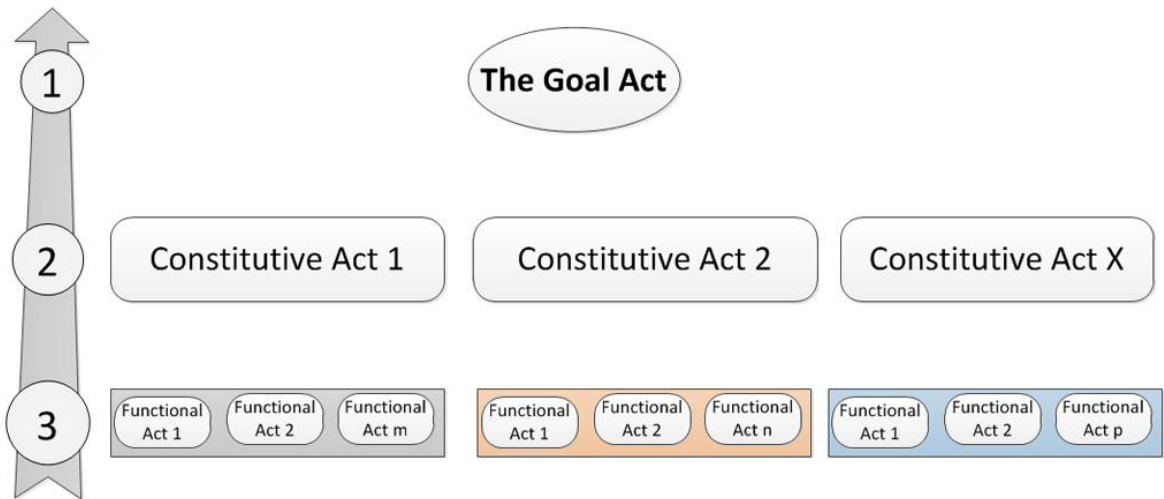 1
The Goal Act
2
Constitutive Act 1
Constitutive Act 2
Constitutive Act X
3
Functional
Act 1
Functional
Act 2
Functional
Act m
Functional
Act 1
Functional
Act 2
Functional
Act n
Functional
Act 1
Functional
Act 2
Functional
Act p